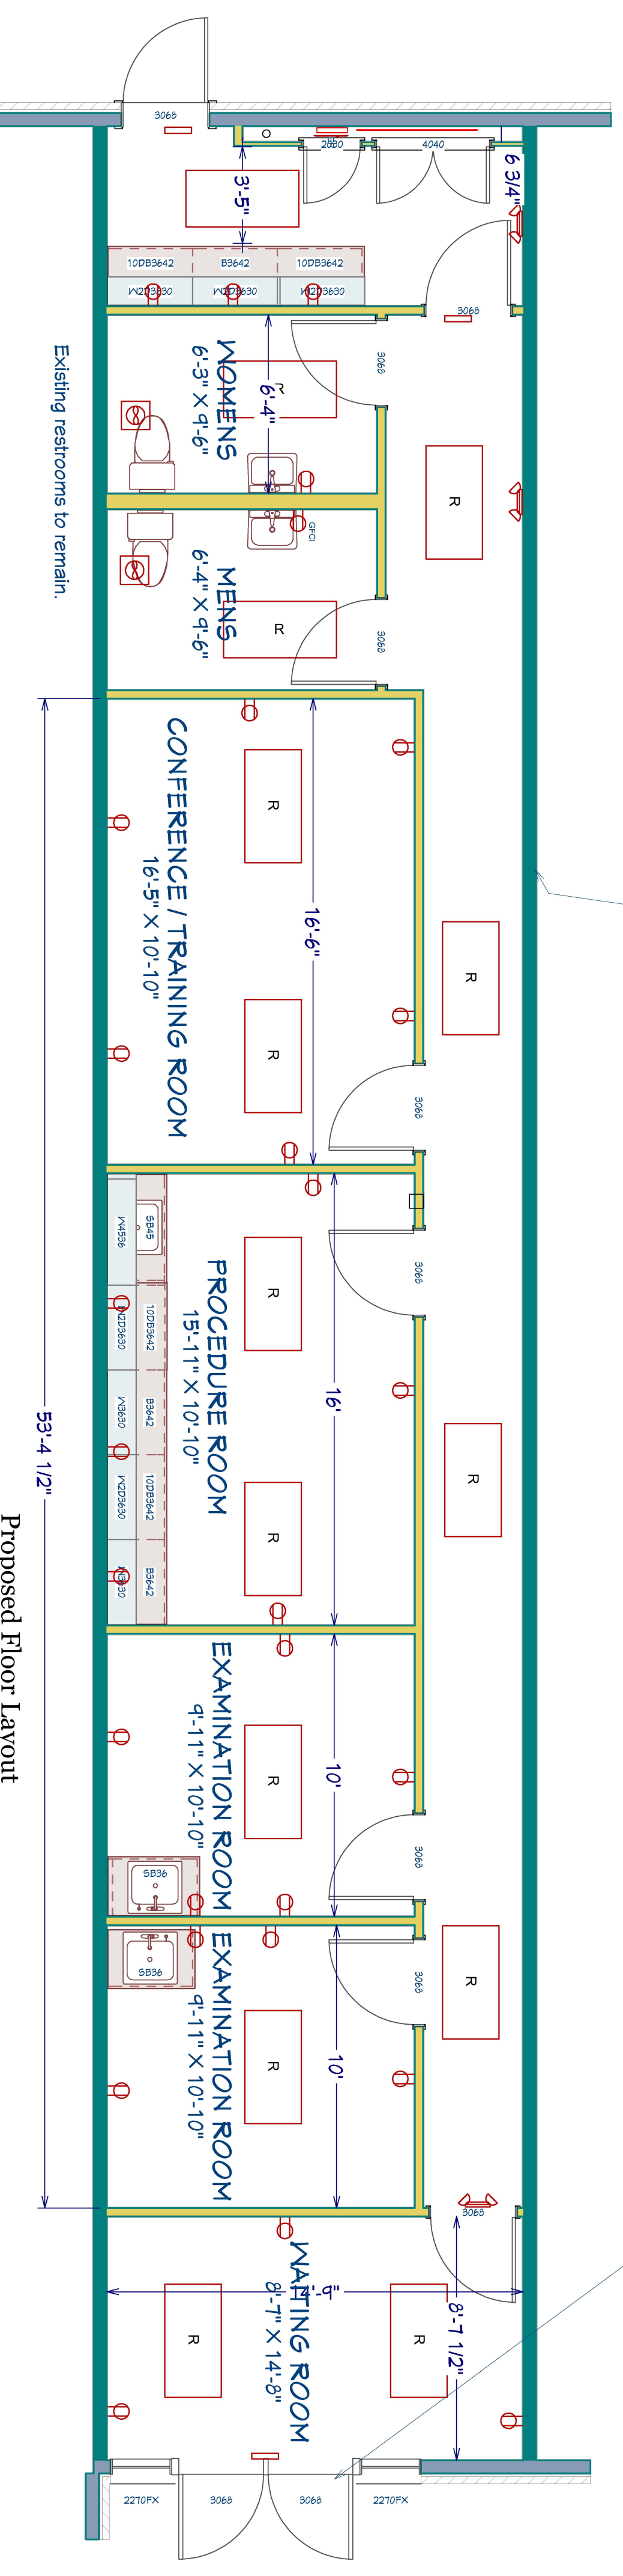 3068
2880
4040
6 3/4"
3'-5"
10DB3642
B3642
10DB3642
W2D3630
W2D3630
W2D3630
3068
3068
WOMENS
6'-3" X 9'-6"
6'-4"
R
R
Existing restrooms to remain.
GFCI
MENS
6'-4" X 9'-6"
R
3068
CONFERENCE / TRAINING ROOM
16'-5" X 10'-10"
R
R
R
16'-6"
3068
PROCEDURE ROOM
15'-11" X 10'-10"
R
R
R
16'
3068
W4536
SB45
W2D3630
10DB3642
W3630
B3642
W2D3630
10DB3642
W3630
B3642
53'-4 1/2"
Proposed Floor Layout
EXAMINATION ROOM
9'-11" X 10'-10"
R
10'
3068
SB36
EXAMINATION ROOM
9'-11" X 10'-10"
R
R
10'
3068
SB36
3068
WAITING ROOM
8'-7" X 14'-8"
14'-9"
8'-7 1/2"
R
R
2270FX
3068
3068
2270FX